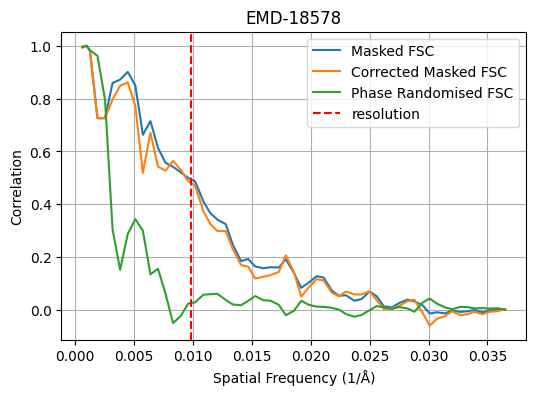 EMD-18578
Masked FSC
Corrected Masked FSC
Phase Randomised FSC
resolution
Correlation
1.0
0.8
0.6
0.4
0.2
0.0
0.000 0.005 0.010 0.015 0.020 0.025 0.030 0.035
Spatial Frequency (1/Å)